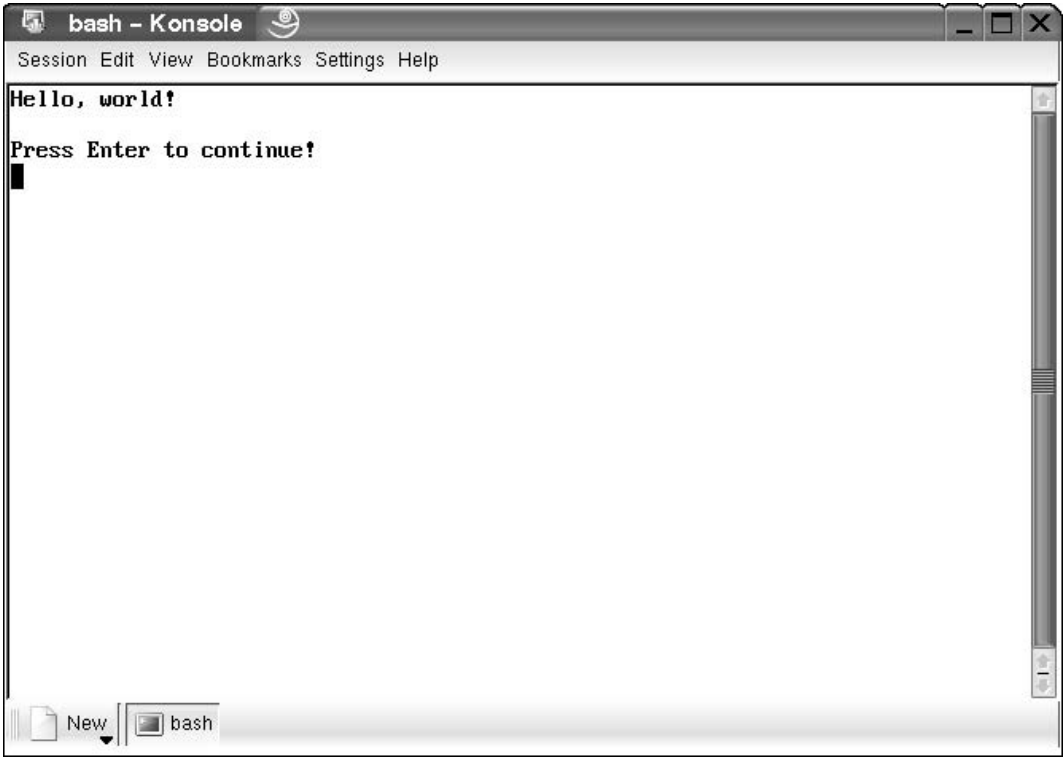 bash – Konsole
Session Edit View Bookmarks Settings Help
Hello, world!
Press Enter to continue!
New bash